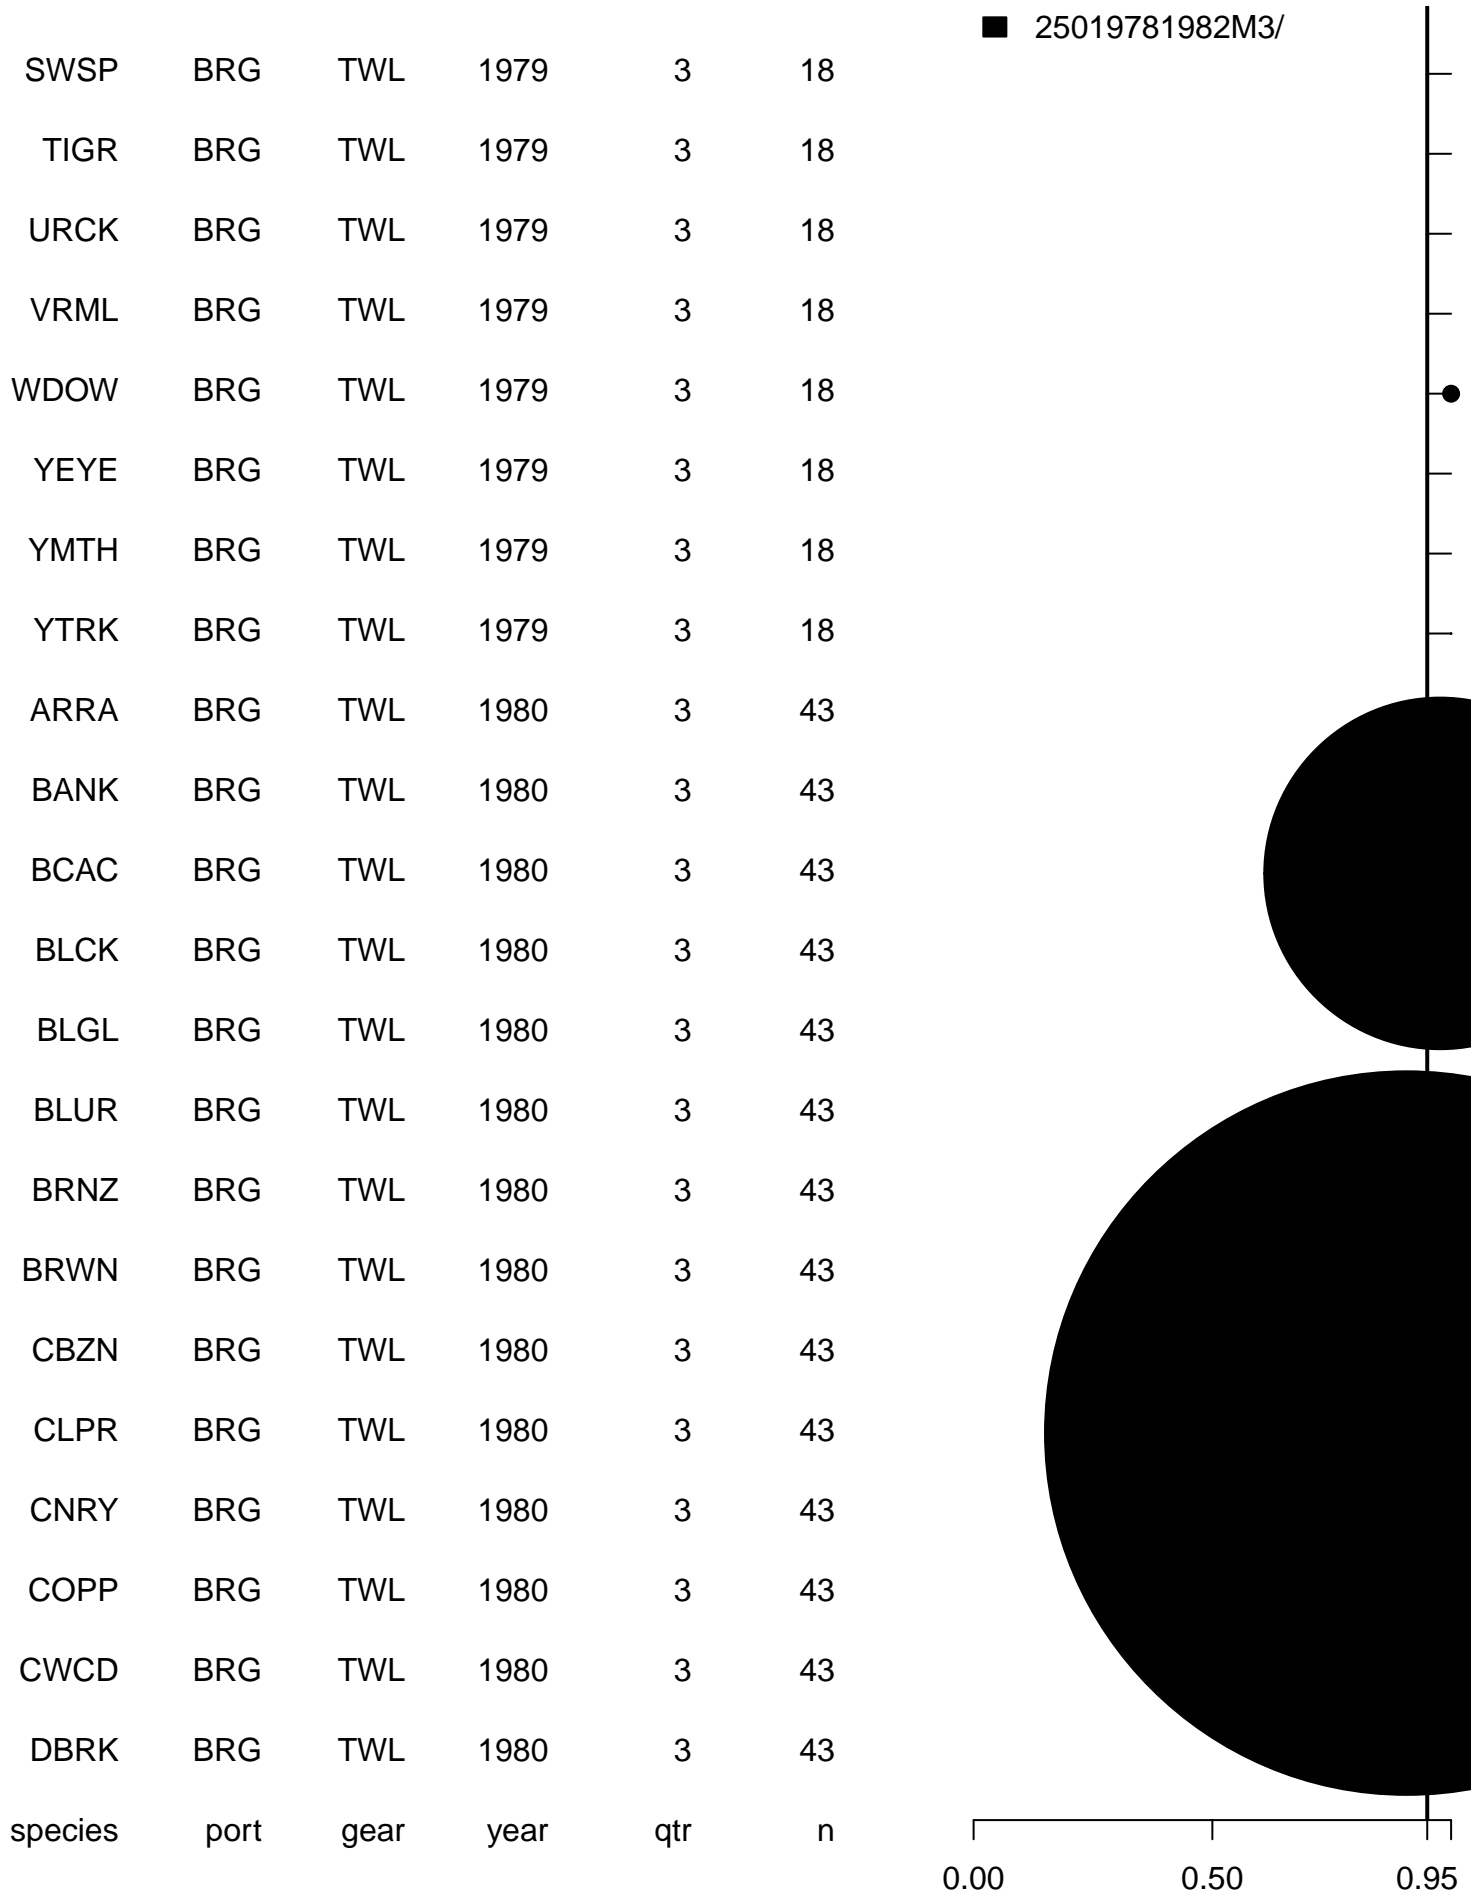 25019781982M3/
SWSP BRG TWL 1979 3 18
TIGR BRG TWL 1979 3 18
URCK BRG TWL 1979 3 18
VRML BRG TWL 1979 3 18
WDOW BRG TWL 1979 3 18
YEYE BRG TWL 1979 3 18
YMTH BRG TWL 1979 3 18
YTRK BRG TWL 1979 3 18
ARRA BRG TWL 1980 3 43
BANK BRG TWL 1980 3 43
BCAC BRG TWL 1980 3 43
BLCK BRG TWL 1980 3 43
BLGL BRG TWL 1980 3 43
BLUR BRG TWL 1980 3 43
BRNZ BRG TWL 1980 3 43
BRWN BRG TWL 1980 3 43
CBZN BRG TWL 1980 3 43
CLPR BRG TWL 1980 3 43
CNRY BRG TWL 1980 3 43
COPP BRG TWL 1980 3 43
CWCD BRG TWL 1980 3 43
DBRK BRG TWL 1980 3 43
species port gear year qtr n
0.00 0.50 0.95